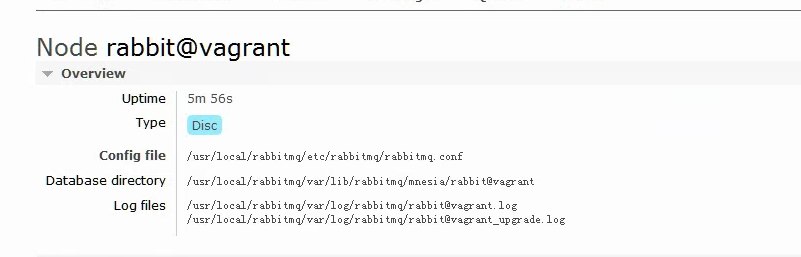 Node rabbit@vagrant
Overview
Uptime 5m 56s
Type Disc
Config file /usr/local/rabbitmq/etc/rabbitmq/rabbitmq.conf
Database directory /usr/local/rabbitmq/var/lib/rabbitmq/mnesia/rabbit@vagrant
Log files /usr/local/rabbitmq/var/log/rabbitmq/rabbit@vagrant.log
/usr/local/rabbitmq/var/log/rabbitmq/rabbit@vagrant_upgrade.log